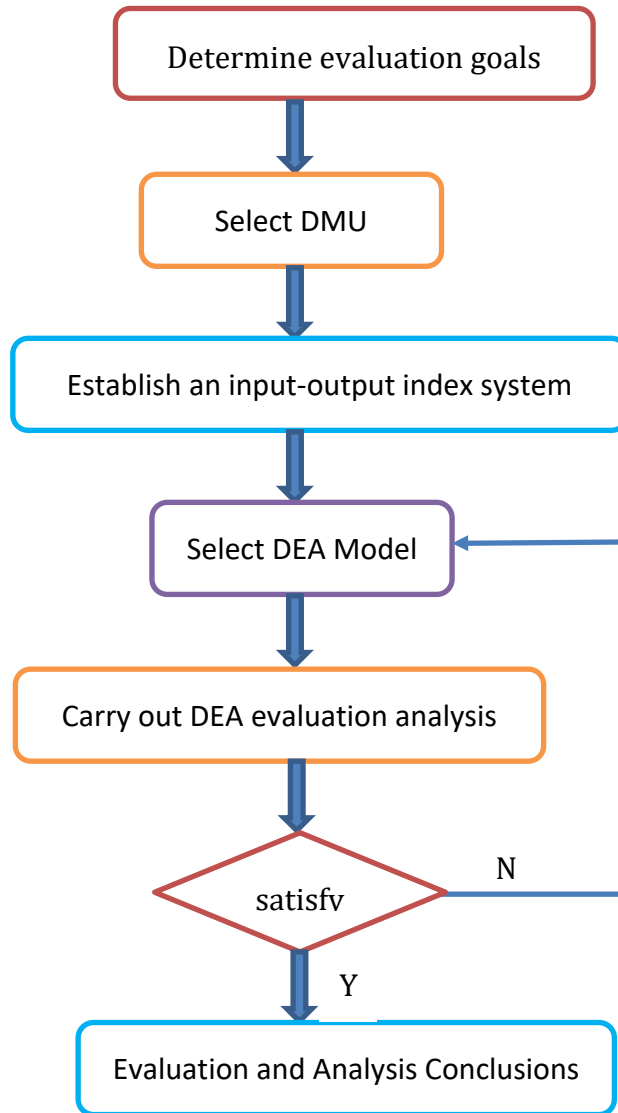 Determine evaluation goals
Select DMU
Establish an input-output index system
Select DEA Model
Carry out DEA evaluation analysis
satisfv
N
Y
Evaluation and Analysis Conclusions